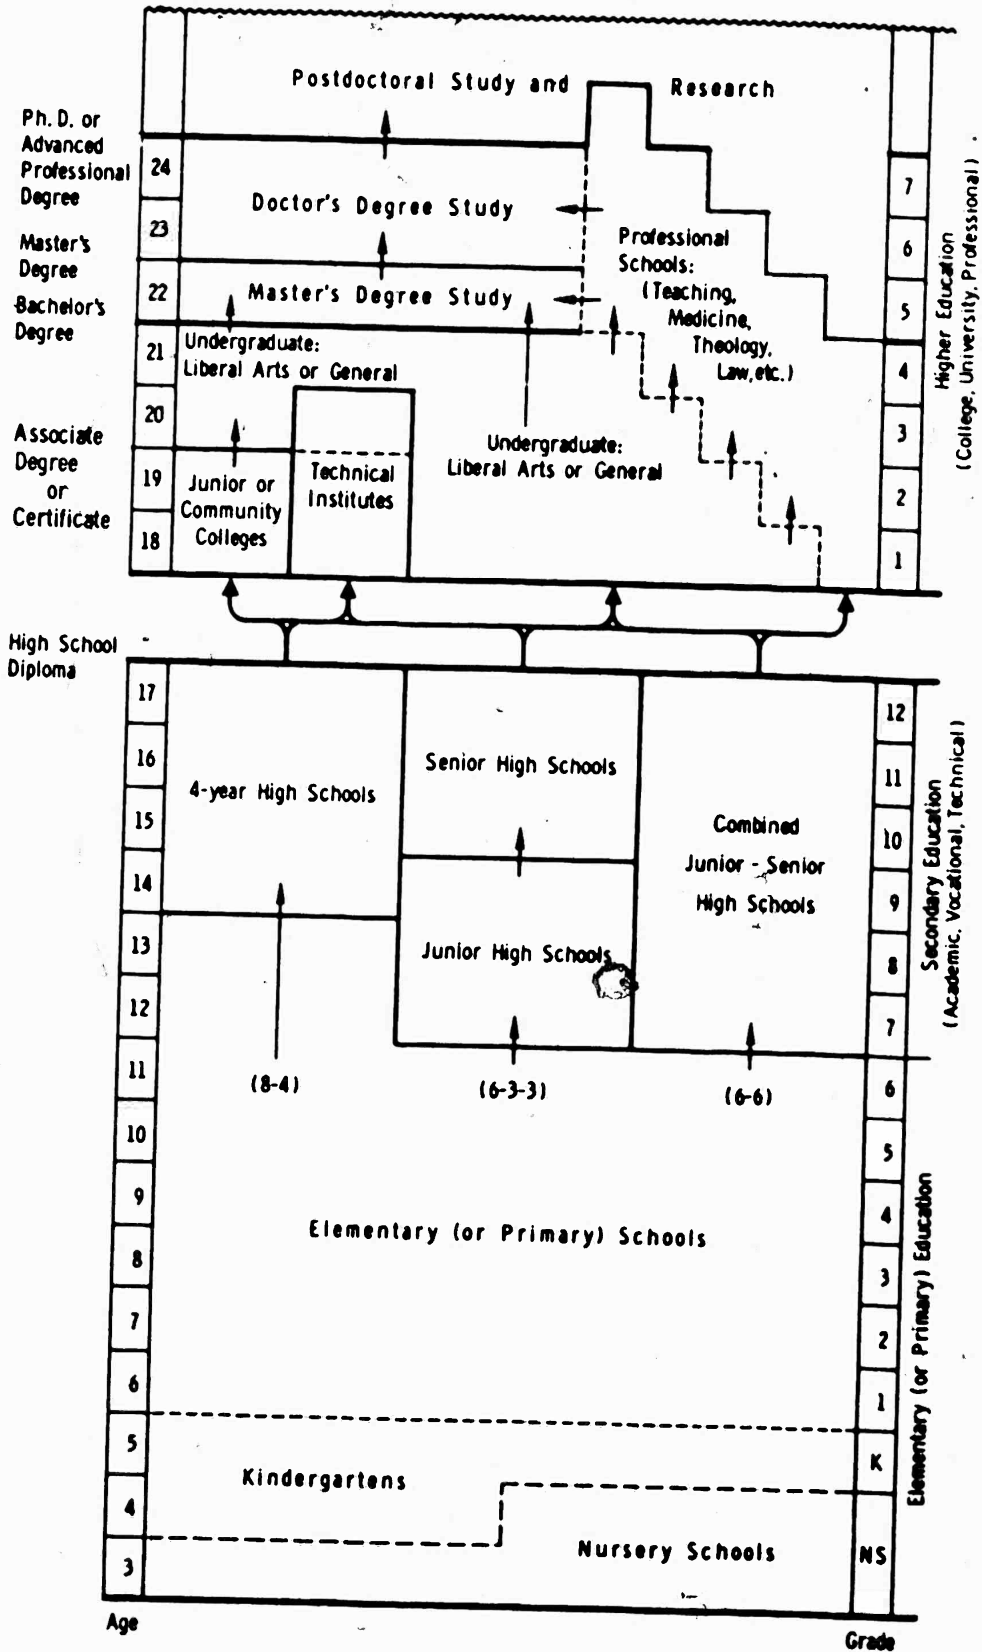 Postdoctoral Study and Research
Ph. D. or
Advanced
Professional
Degree
24
7
Doctor's Degree Study
23
6
Professional
Schools:
(Teaching,
Medicine,
Theology,
Law, etc.)
Master's
Degree
22
Master's Degree Study
5
Bachelor's
Degree
21
Undergraduate:
Liberal Arts or General
4
20
3
Undergraduate:
Liberal Arts or General
Associate
Degree
or
Certificate
19
2
Junior or
Community
Colleges
Technical
Institutes
18
1
Higher Education
(College, University, Professional)
High School
Diploma
17
12
16
11
15
10
14
9
13
8
12
7
4-year High Schools
Senior High Schools
Junior High Schools
Combined
Junior - Senior
High Schools
Secondary Education
(Academic, Vocational, Technical)
11
6
(8-4)
(6-3-3)
(6-6)
10
5
9
4
Elementary (or Primary) Schools
8
3
7
2
6
1
5
K
Kindergartens
4
Nursery Schools
NS
3
Elementary (or Primary) Education
Age
Grade